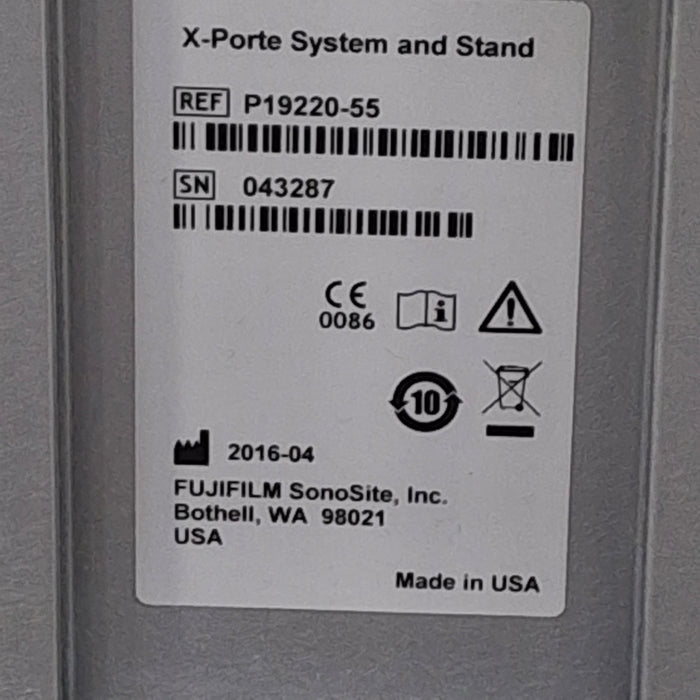 X-Porte System and Stand
REF P19220-55
SN 043287
CE
0086
i
!
10
2016-04
FUJIFILM SonoSite, Inc.
Bothell, WA 98021
USA
Made in USA